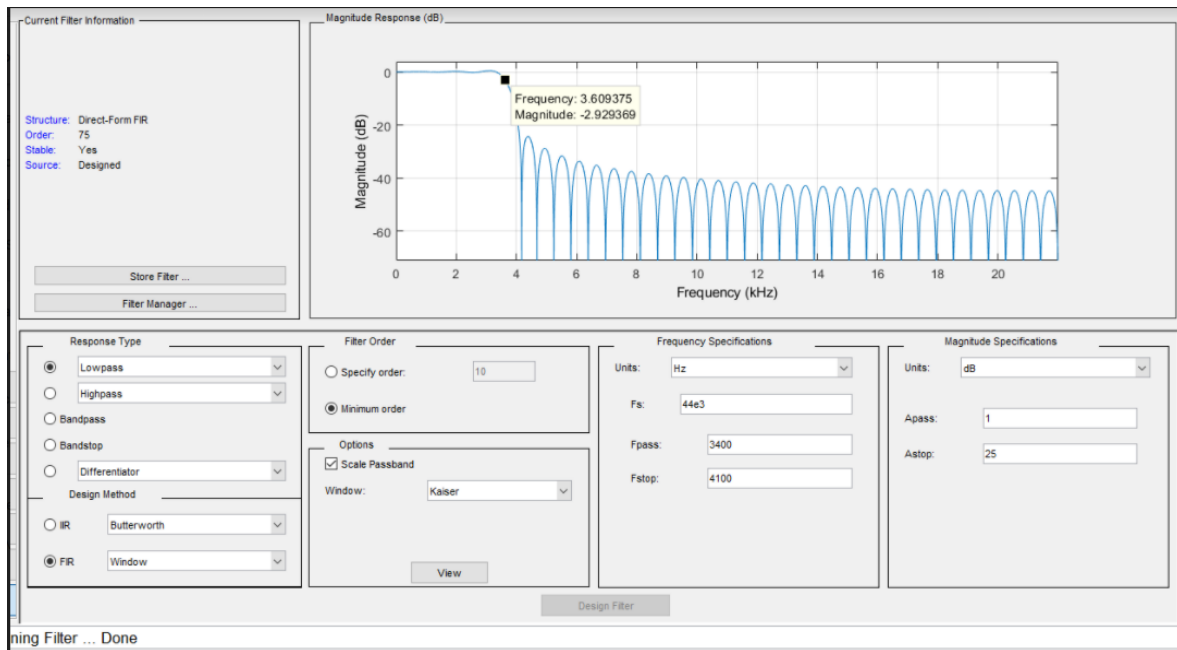 Current Filter Information
Structure: Direct-Form FIR
Order: 75
Stable: Yes
Source: Designed
Store Filter ...
Filter Manager ...
Magnitude Response (dB)
Frequency: 3.609375
Magnitude: -2.929369
0
-20
-40
-60
Magnitude (dB)
0 2 4 6 8 10 12 14 16 18 20
Frequency (kHz)
Response Type
Lowpass
Highpass
Bandpass
Bandstop
Differentiator
Design Method
IIR Butterworth
FIR Window
Filter Order
Specify order: 10
Minimum order
Options
Scale Passband
Window: Kaiser
View
Frequency Specifications
Units: Hz
Fs: 44e3
Fpass: 3400
Fstop: 4100
Magnitude Specifications
Units: dB
Apass: 1
Astop: 25
Design Filter
ning Filter ... Done